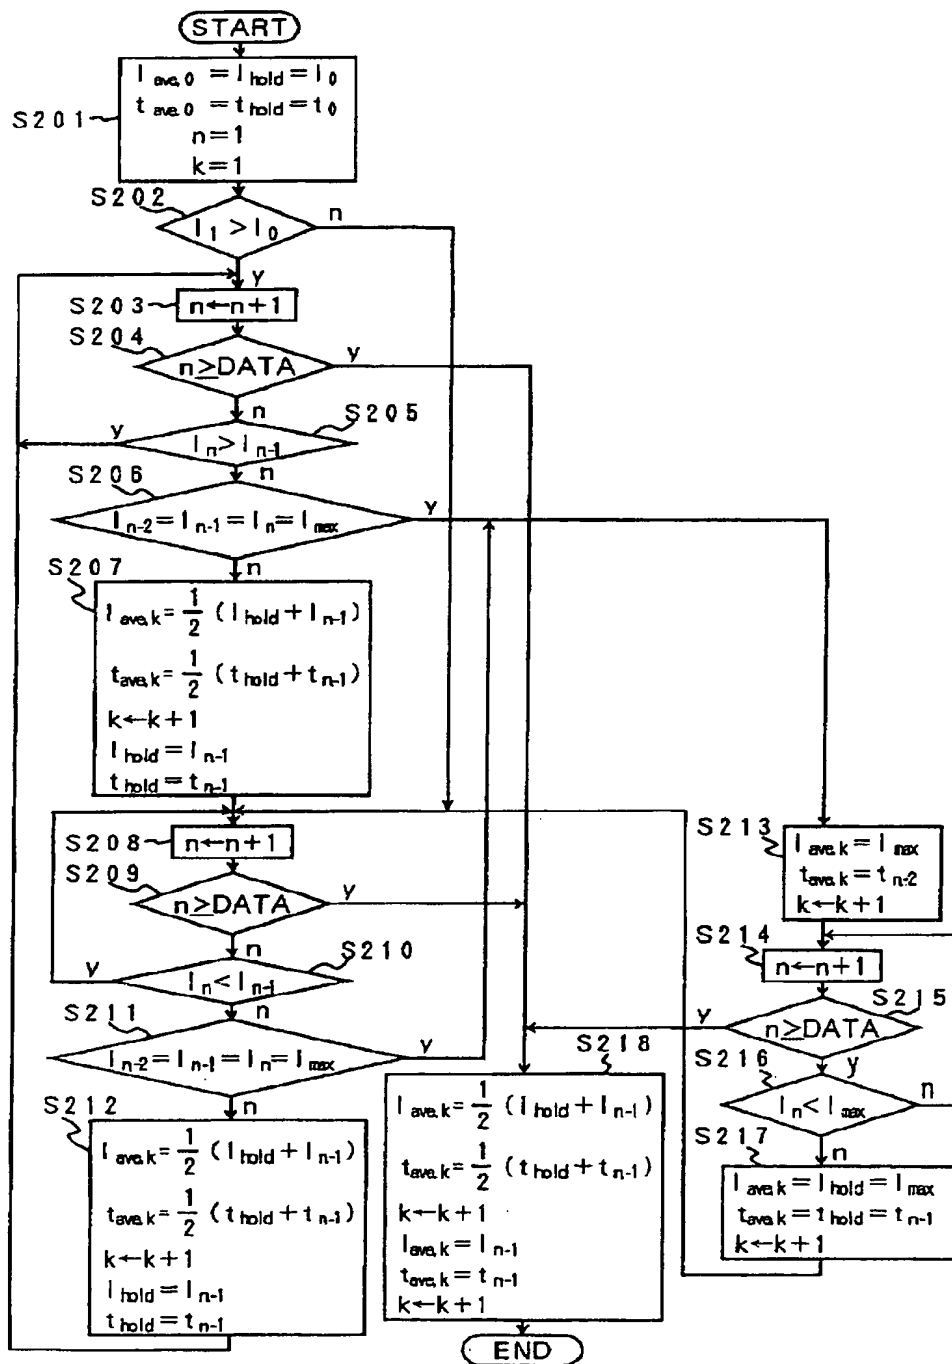 START
S201
I ave,0 = I hold = I 0
t ave,0 = t hold = t 0
n=1
k=1
S202
I 1 > I 0
n
y
S203
n←n+1
S204
n≥DATA
y
n
S205
I n > I n-1
y
n
S206
I n-2 = I n-1 = I n = I max
y
n
S207
I ave,k = 1/2 (I hold + I n-1)
t ave,k = 1/2 (t hold + t n-1)
k←k+1
I hold = I n-1
t hold = t n-1
S208
n←n+1
S209
n≥DATA
y
n
S210
I n < I n-1
y
n
S211
I n-2 = I n-1 = I n = I max
y
n
S212
I ave,k = 1/2 (I hold + I n-1)
t ave,k = 1/2 (t hold + t n-1)
k←k+1
I hold = I n-1
t hold = t n-1
S213
I ave,k = I max
t ave,k = t n-2
k←k+1
S214
n←n+1
S215
n≥DATA
y
y
S216
I n < I max
n
n
S217
I ave,k = I hold = I max
t ave,k = t hold = t n-1
k←k+1
S218
I ave,k = 1/2 (I hold + I n-1)
t ave,k = 1/2 (t hold + t n-1)
k←k+1
I ave,k = I n-1
t ave,k = t n-1
k←k+1
END